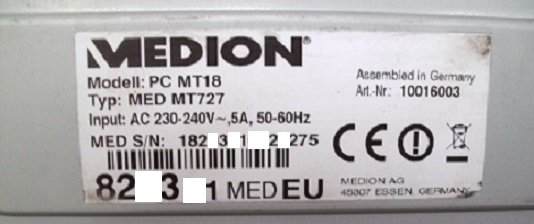 MEDION®
Modell: PC MT18
Typ: MED MT727
Input: AC 230-240V~,5A, 50-60Hz
MED S/N:
MED EU
Assembled in Germany
Art.-Nr: 10016003
CE
MEDION AG
45307 ESSEN, GERMANY